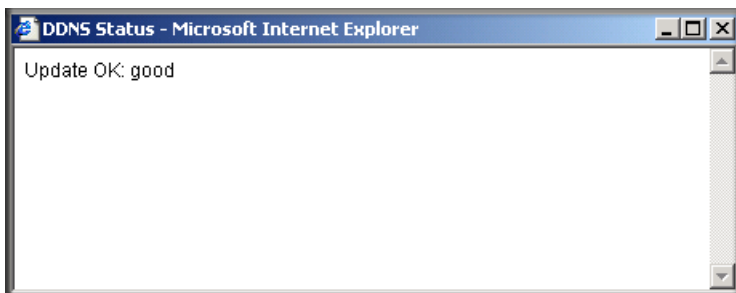 DDNS Status - Microsoft Internet Explorer
Update OK: good